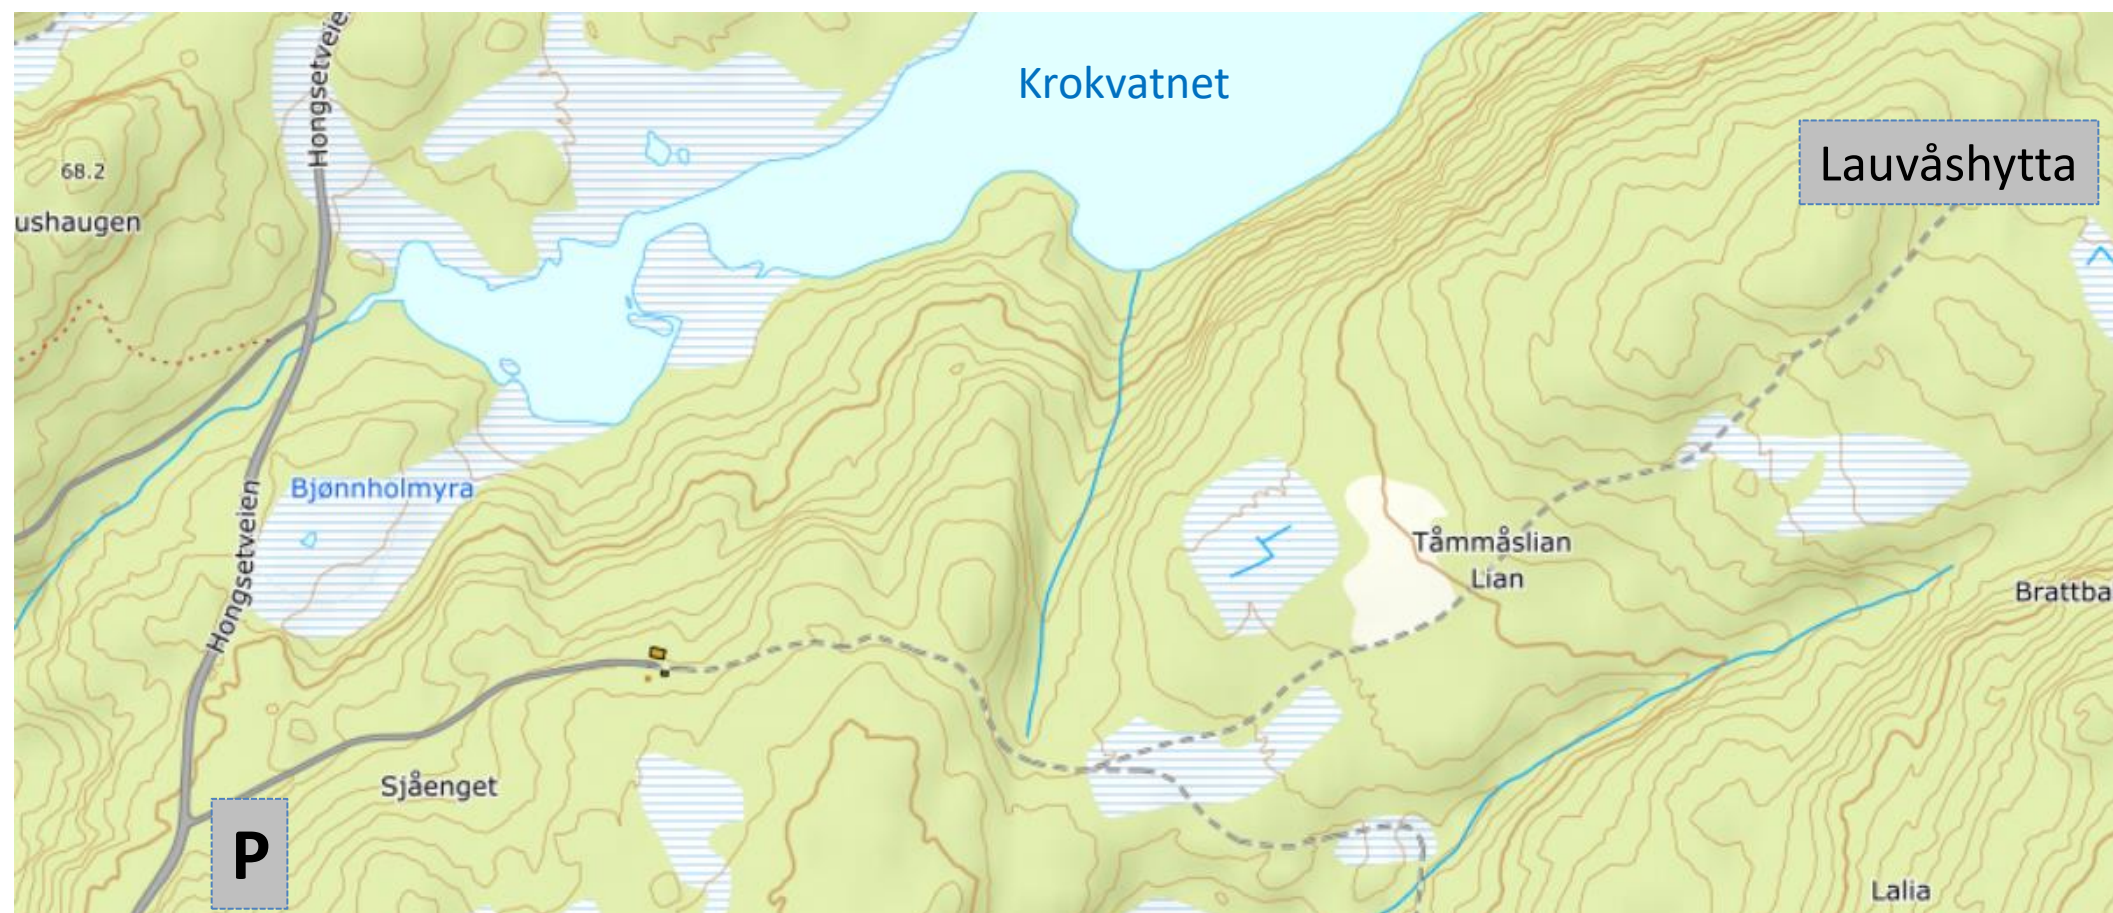 Hongsetveien
Krokvatnet
Lauvåshytta
68.2
ushaugen
Bjønnholmyra
Hongsetveien
Tåmmåslian
Lian
Brattba
Sjåenget
P
Lalia